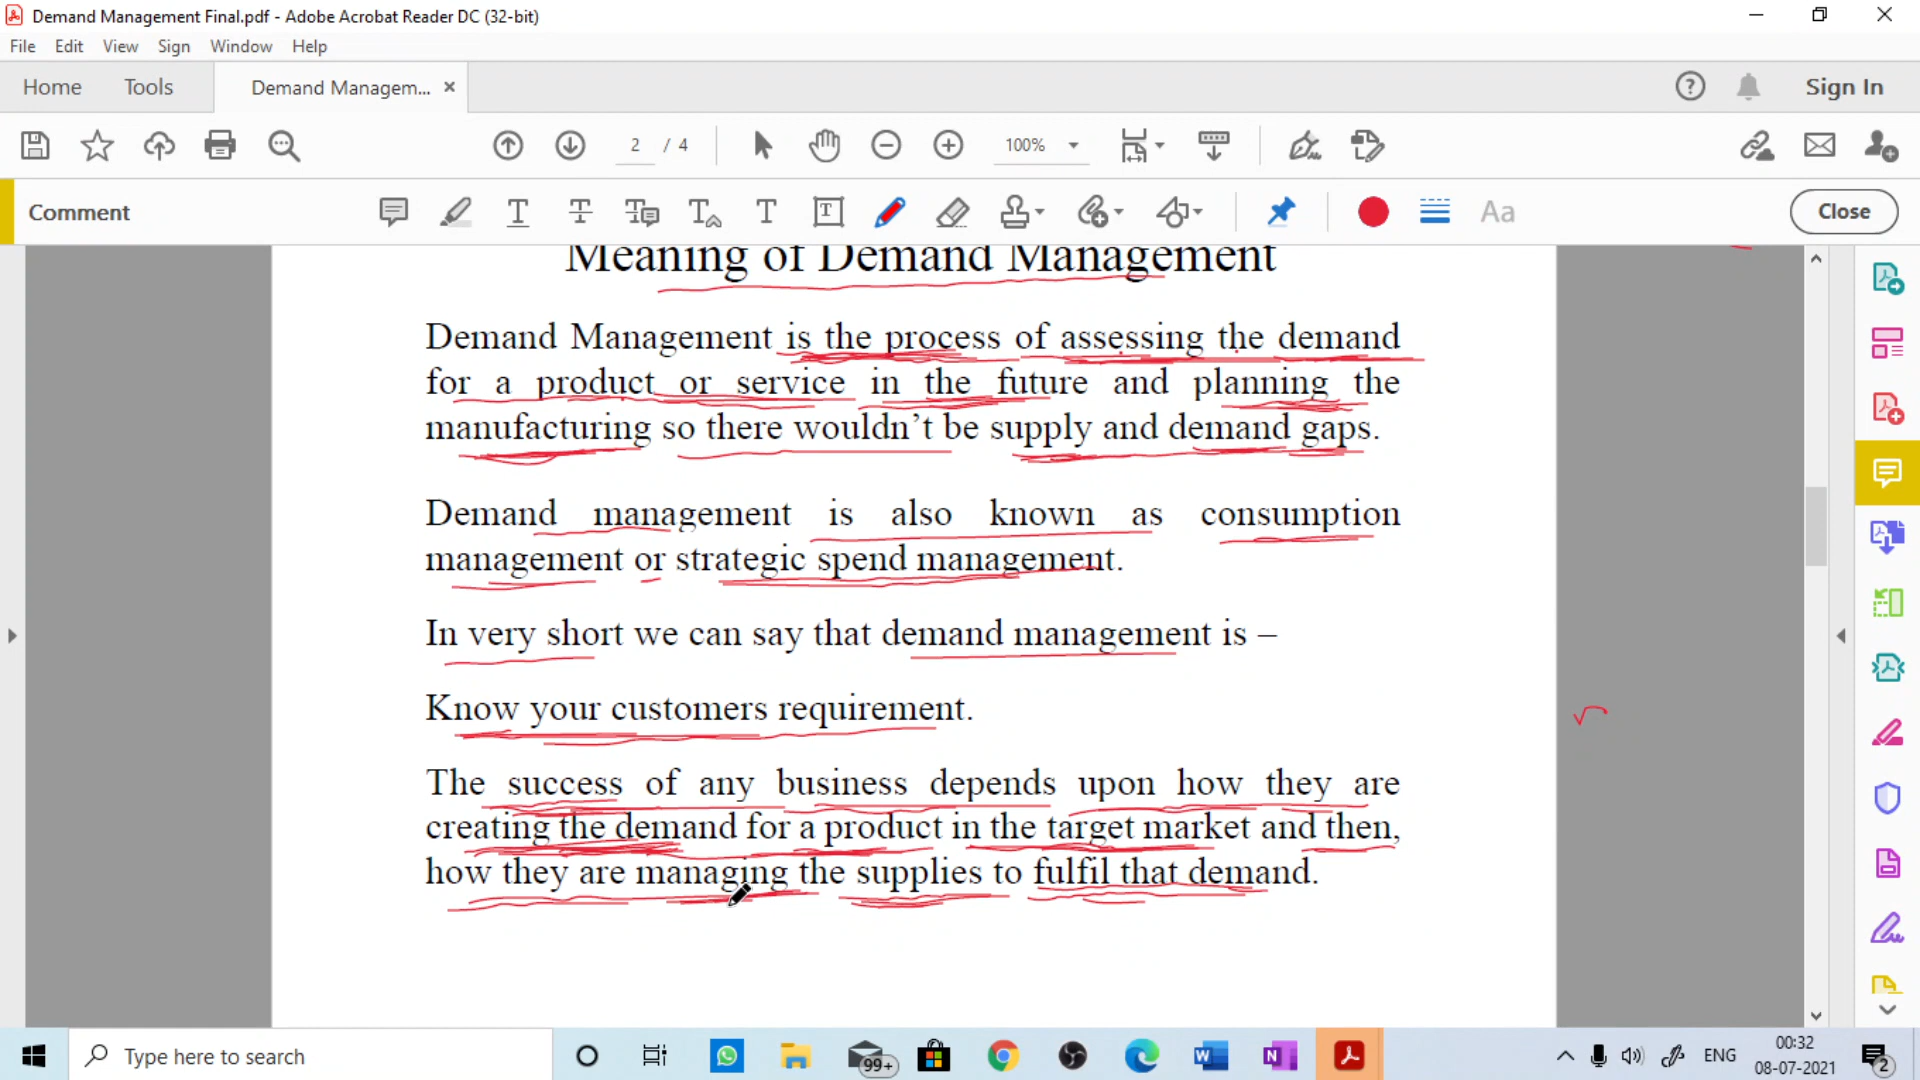 Demand Management Final.pdf - Adobe Acrobat Reader DC (32-bit)
File Edit View Sign Window Help
Home Tools Demand Managem... × Sign In
2 / 4 100%
Comment Aa Close
Meaning of Demand Management
Demand Management is the process of assessing the demand
for a product or service in the future and planning the
manufacturing so there wouldn’t be supply and demand gaps.
Demand management is also known as consumption
management or strategic spend management.
In very short we can say that demand management is –
Know your customers requirement.
The success of any business depends upon how they are
creating the demand for a product in the target market and then,
how they are managing the supplies to fulfil that demand.
Type here to search 99+ ENG 00:32 2
08-07-2021